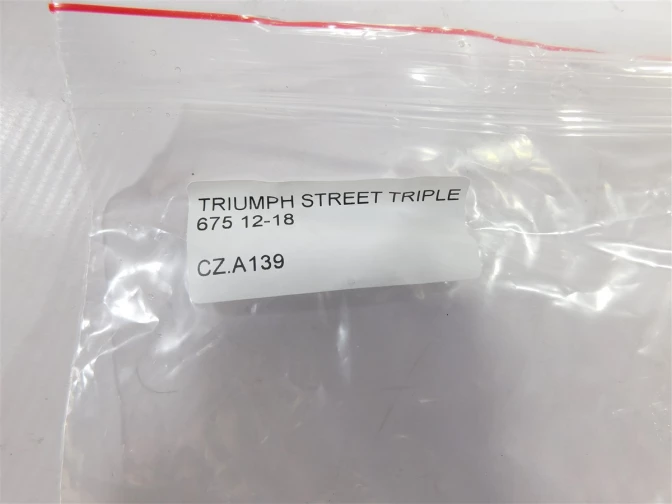 TRIUMPH STREET TRIPLE
675 12-18
CZ.A139